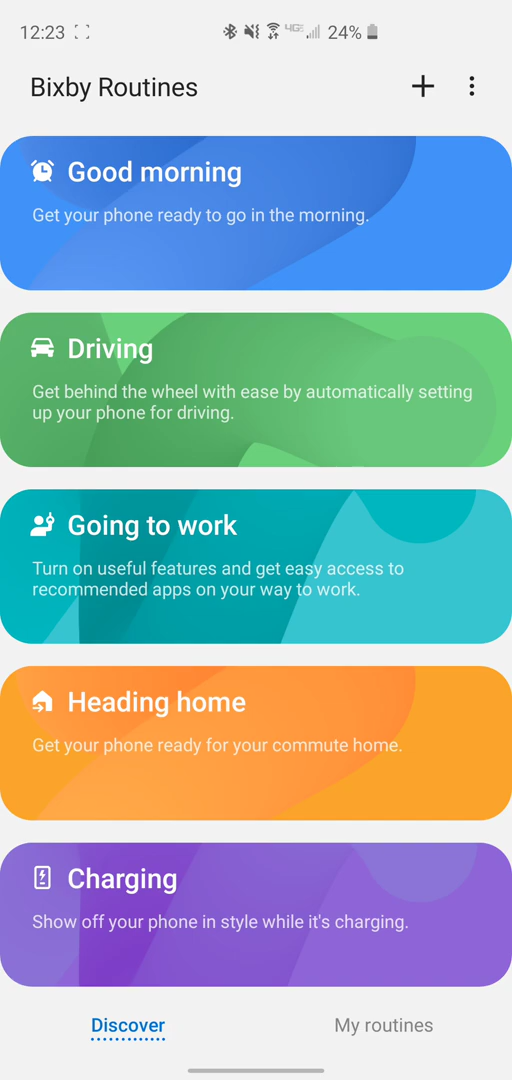 12:23 4GE 24%
Bixby Routines
Good morning
Get your phone ready to go in the morning.
Driving
Get behind the wheel with ease by automatically setting
up your phone for driving.
Going to work
Turn on useful features and get easy access to
recommended apps on your way to work.
Heading home
Get your phone ready for your commute home.
Charging
Show off your phone in style while it's charging.
Discover My routines